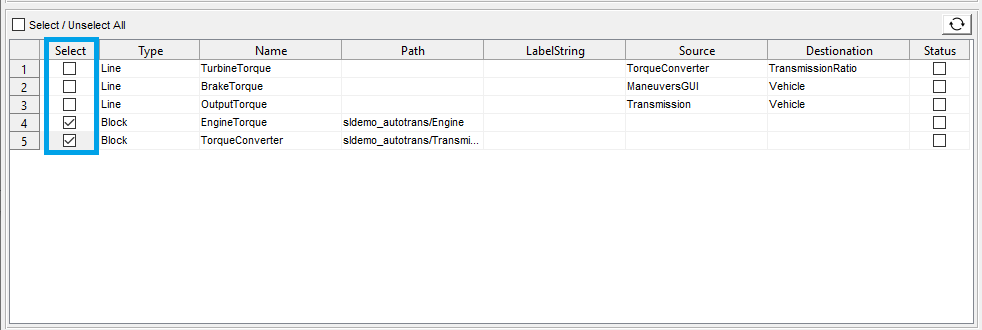 Select / Unselect All
Select Type Name Path LabelString Source Destionation Status
1 Line TurbineTorque TorqueConverter TransmissionRatio
2 Line BrakeTorque ManeuversGUI Vehicle
3 Line OutputTorque Transmission Vehicle
4 Block EngineTorque sldemo_autotrans/Engine
5 Block TorqueConverter sldemo_autotrans/Transmi...